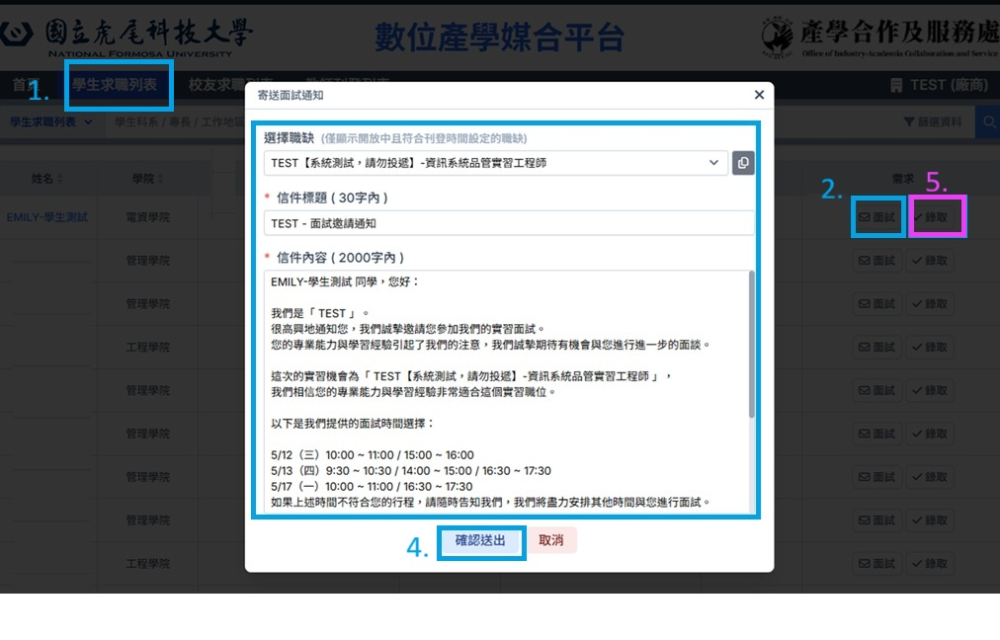 國立虎尾科技大學
NATIONAL FORMOSA UNIVERSITY
數位產學媒合平台
產學合作及服務處
Office of Industry-Academia Collaboration and Service
首頁
1.
學生求職列表
校友求職列表
TEST (廠商)
學生求職列表
學生科系 / 專長 / 工作地區
篩選資料
寄送面試通知
選擇職缺 (僅顯示開放中且符合刊登時間設定的職缺)
TEST【系統測試，請勿投遞】-資訊系統品管實習工程師
* 信件標題 ( 30字內 )
TEST - 面試邀請通知
* 信件內容 ( 2000字內 )
EMILY-學生測試 同學，您好：
我們是「 TEST 」。
很高興地通知您，我們誠摯邀請您參加我們的實習面試。
您的專業能力與學習經驗引起了我們的注意，我們誠摯期待有機會與您進行進一步的面談。
這次的實習機會為「 TEST【系統測試，請勿投遞】-資訊系統品管實習工程師 」，
我們相信您的專業能力與學習經驗非常適合這個實習職位。
以下是我們提供的面試時間選擇：
5/12（三）10:00 ~ 11:00 / 15:00 ~ 16:00
5/13（四）9:30 ~ 10:30 / 14:00 ~ 15:00 / 16:30 ~ 17:30
5/17（一）10:00 ~ 11:00 / 16:30 ~ 17:30
如果上述時間不符合您的行程，請隨時告知我們，我們將盡力安排其他時間與您進行面試。
4.
確認送出
取消
姓名
學院
需求
2.
5.
EMILY-學生測試
電資學院
面試
錄取
管理學院
面試
錄取
管理學院
面試
錄取
工程學院
面試
錄取
管理學院
面試
錄取
管理學院
面試
錄取
管理學院
面試
錄取
管理學院
面試
錄取
工程學院
面試
錄取